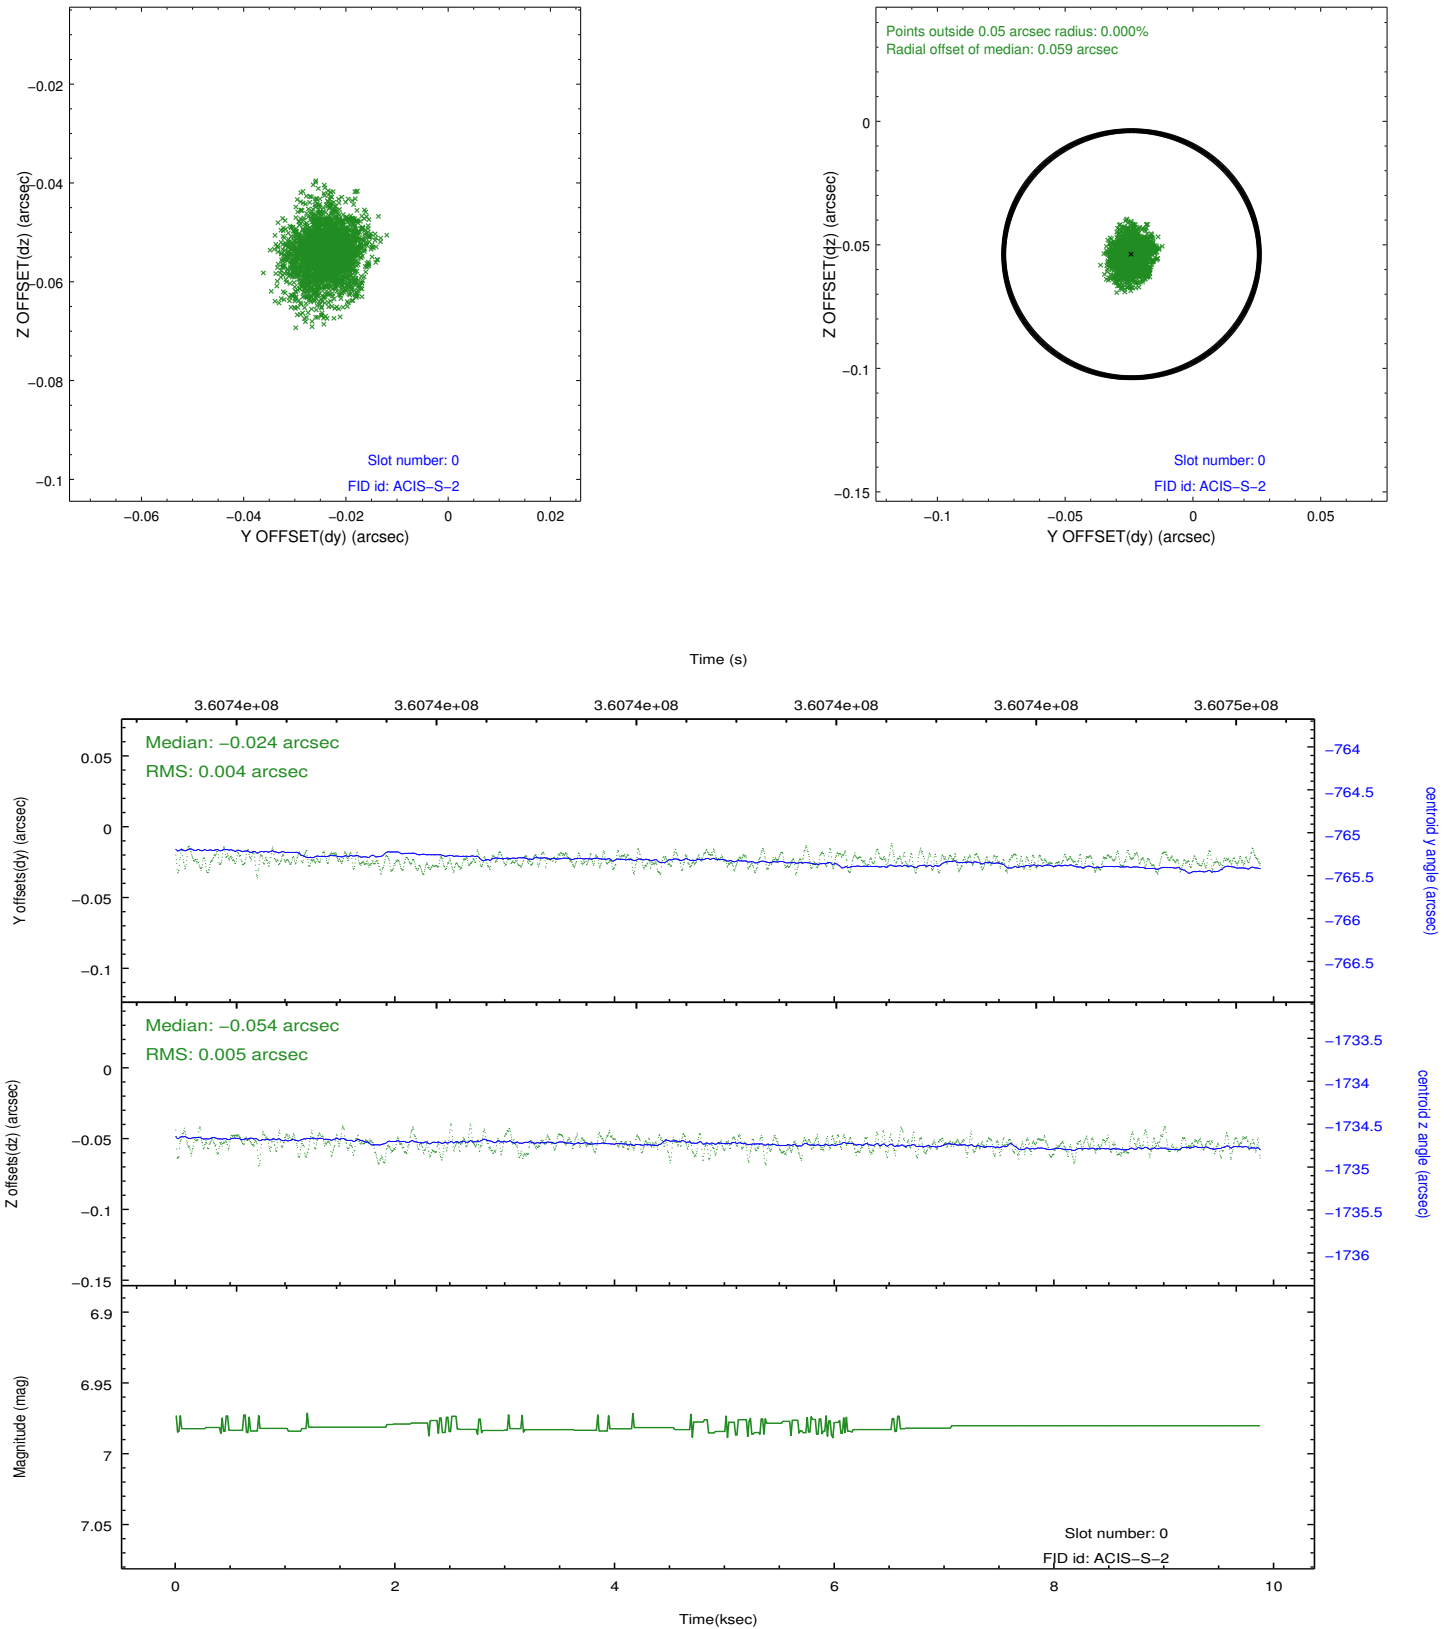 Points outside 0.05 arcsec radius: 0.000%
Radial offset of median: 0.059 arcsec
−0.02
−0.04
−0.06
−0.08
−0.1
Z OFFSET(dz) (arcsec)
Slot number: 0
FID id: ACIS−S−2
−0.06 −0.04 −0.02 0 0.02
Y OFFSET(dy) (arcsec)
0
−0.05
−0.1
−0.15
Z OFFSET(dz) (arcsec)
Slot number: 0
FID id: ACIS−S−2
−0.1 −0.05 0 0.05
Y OFFSET(dy) (arcsec)
Time (s)
3.6074e+08 3.6074e+08 3.6074e+08 3.6074e+08 3.6074e+08 3.6075e+08
Median: −0.024 arcsec
RMS: 0.004 arcsec
0.05
0
−0.05
−0.1
Y offsets(dy) (arcsec)
−764
−764.5
−765
−765.5
−766
−766.5
centroid y angle (arcsec)
Median: −0.054 arcsec
RMS: 0.005 arcsec
0
−0.05
−0.1
−0.15
Z offsets(dz) (arcsec)
−1733.5
−1734
−1734.5
−1735
−1735.5
−1736
centroid z angle (arcsec)
6.9
6.95
7
7.05
Magnitude (mag)
Slot number: 0
FID id: ACIS−S−2
0 2 4 6 8 10
Time(ksec)